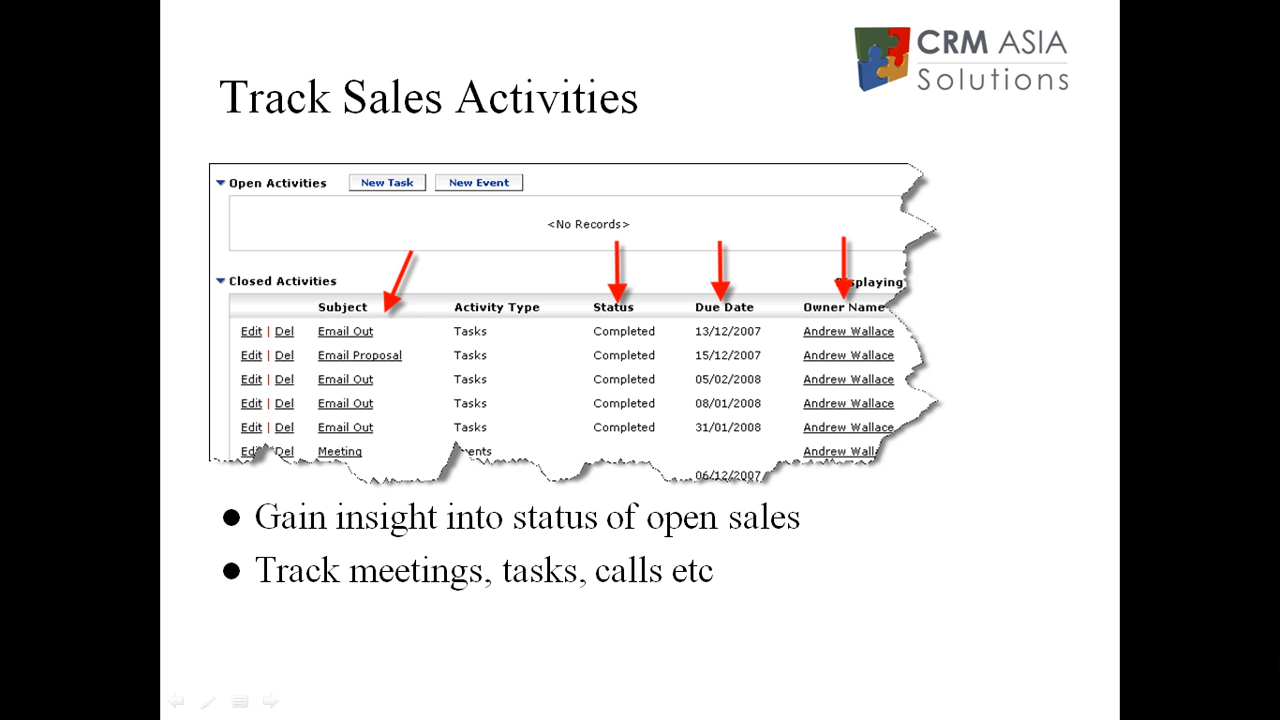 CRM ASIA
Solutions
Track Sales Activities
Open Activities New Task New Event
<No Records>
Closed Activities
Subject Activity Type Status Due Date Owner Name
Edit | Del Email Out Tasks Completed 13/12/2007 Andrew Wallace
Edit | Del Email Proposal Tasks Completed 15/12/2007 Andrew Wallace
Edit | Del Email Out Tasks Completed 05/02/2008 Andrew Wallace
Edit | Del Email Out Tasks Completed 08/01/2008 Andrew Wallace
Edit | Del Email Out Tasks Completed 31/01/2008 Andrew Wallace
Del Meeting Andrew
06/12/2007
● Gain insight into status of open sales
● Track meetings, tasks, calls etc